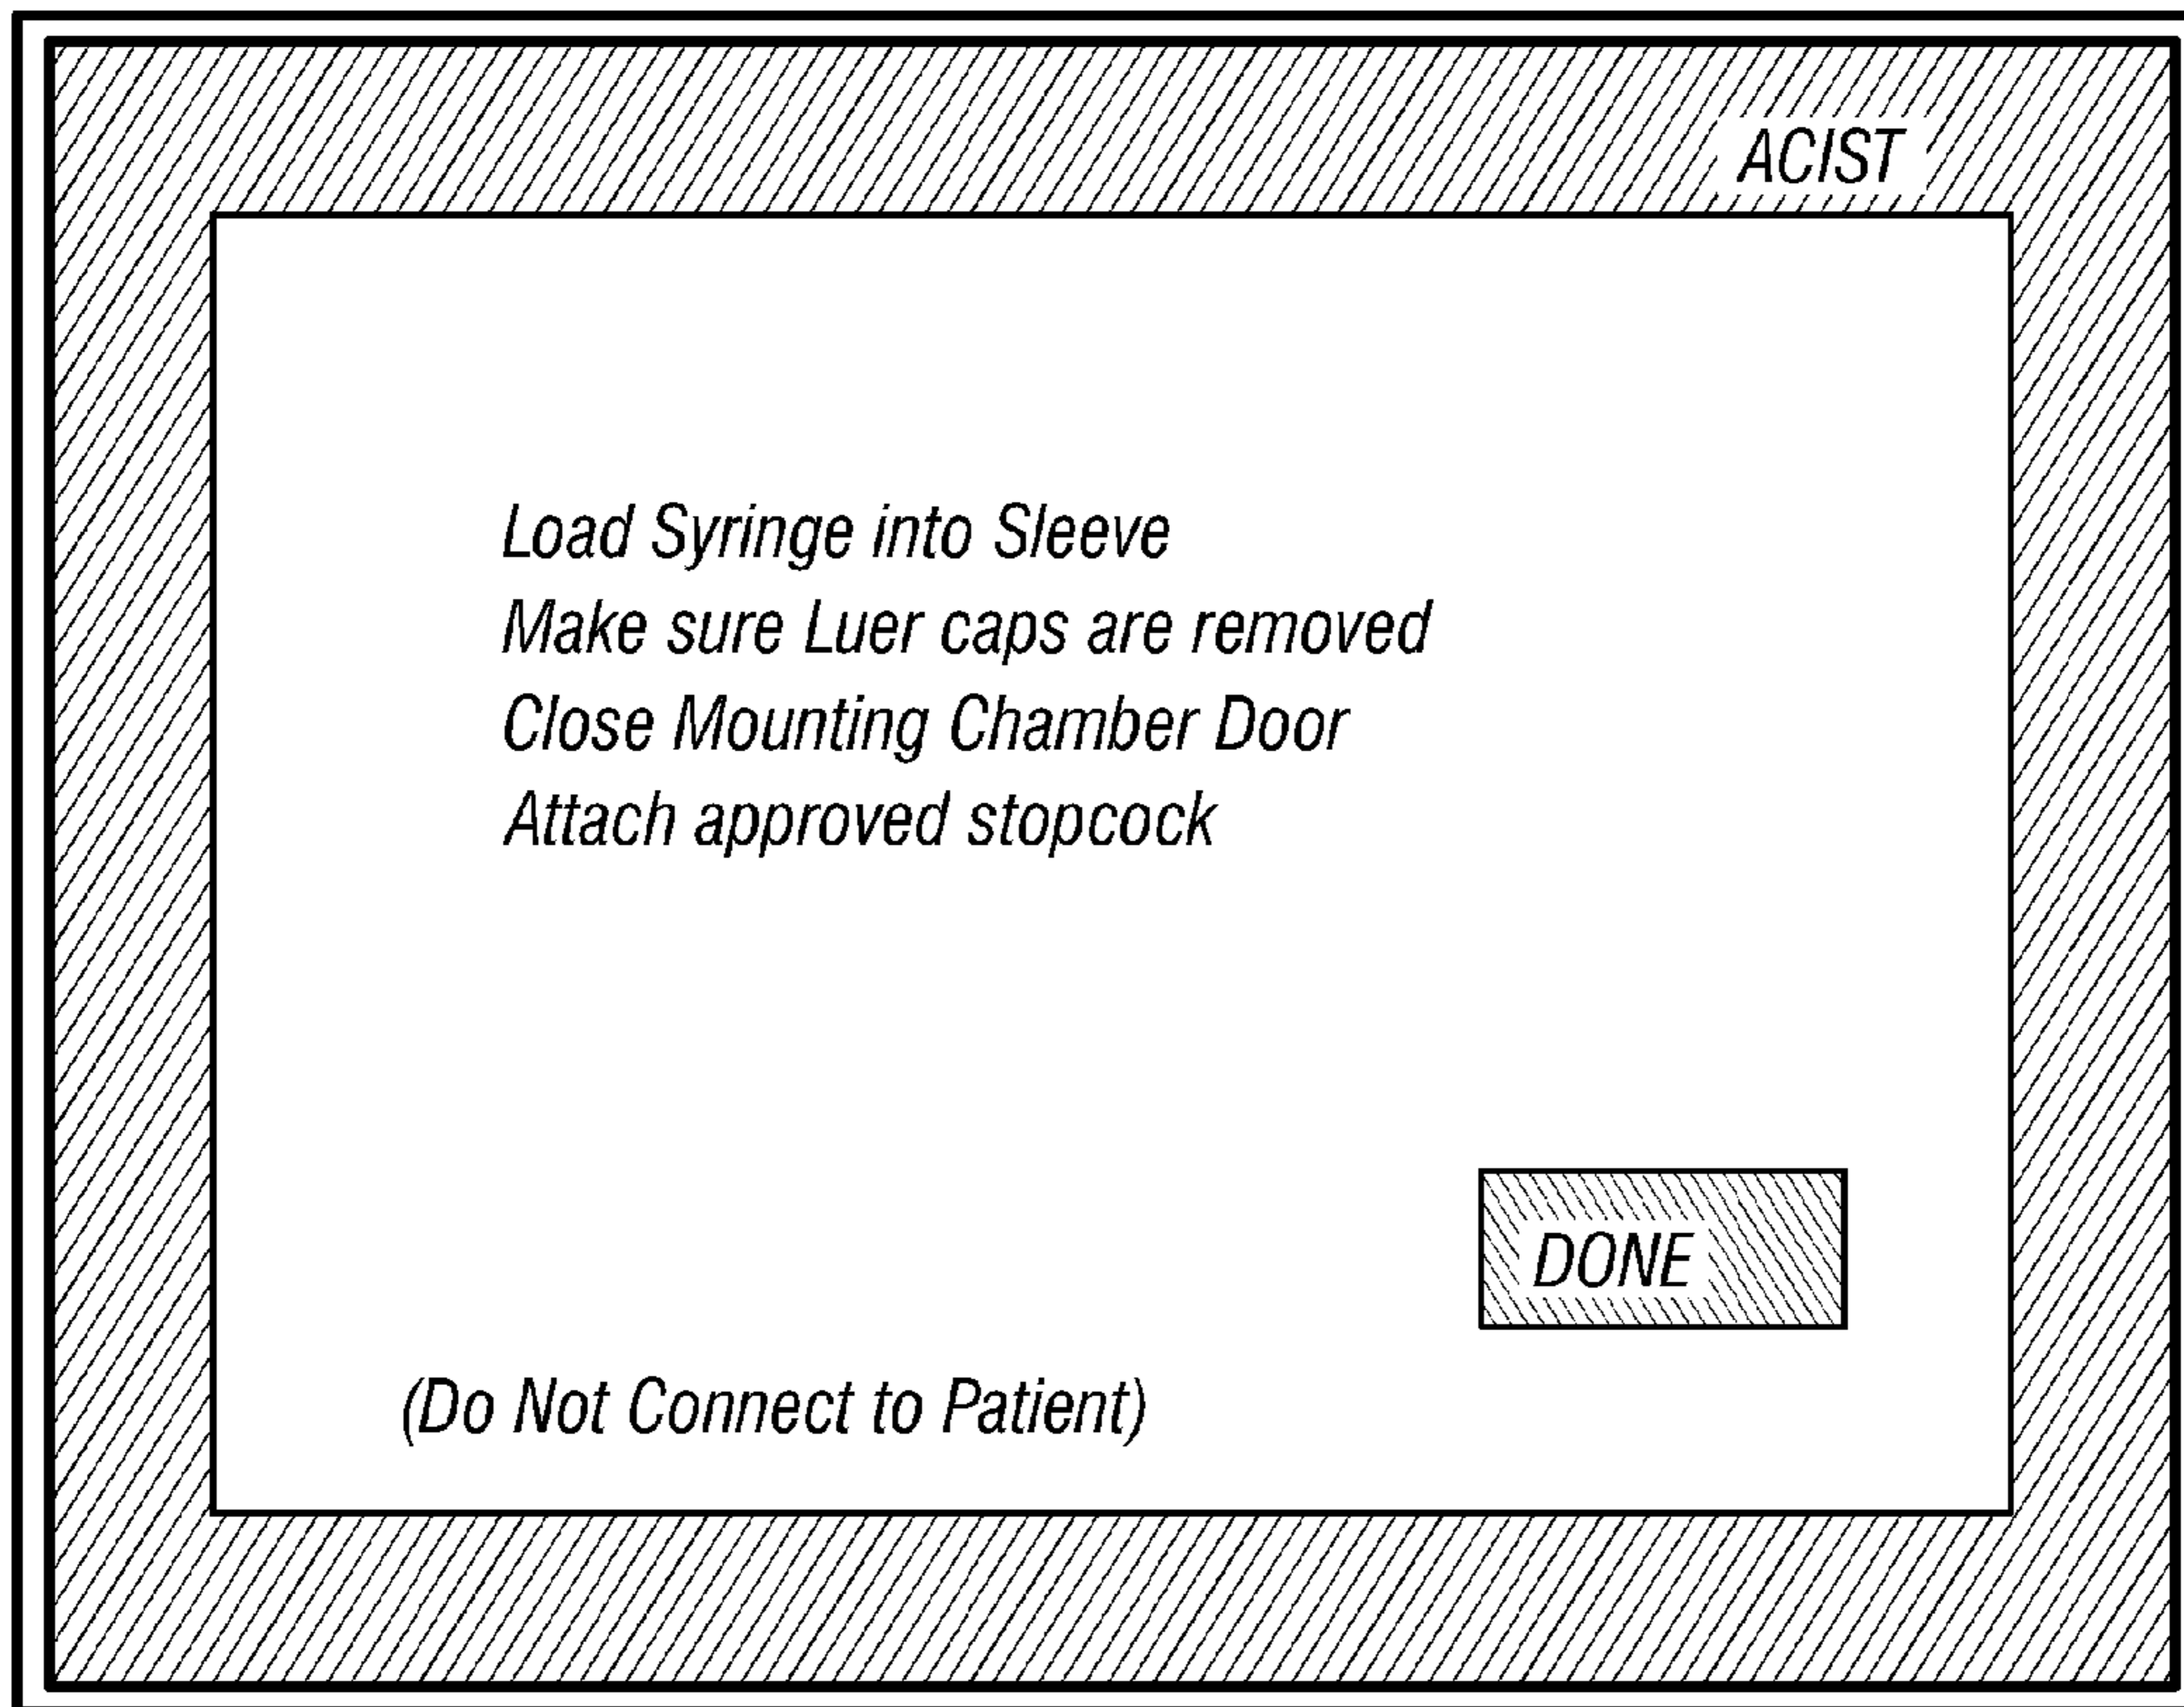 ACIST
Load Syringe into Sleeve
Make sure Luer caps are removed
Close Mounting Chamber Door
Attach approved stopcock
DONE
(Do Not Connect to Patient)